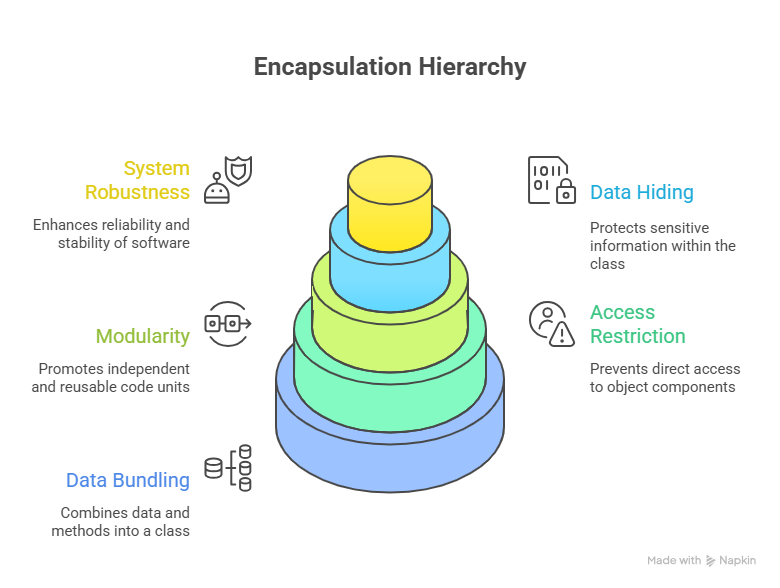 Encapsulation Hierarchy
System
Robustness
Enhances reliability and
stability of software
1011
01
Data Hiding
Protects sensitive
information within the
class
Modularity
Promotes independent
and reusable code units
Access
Restriction
Prevents direct access
to object components
Data Bundling
Combines data and
methods into a class
Made with Napkin